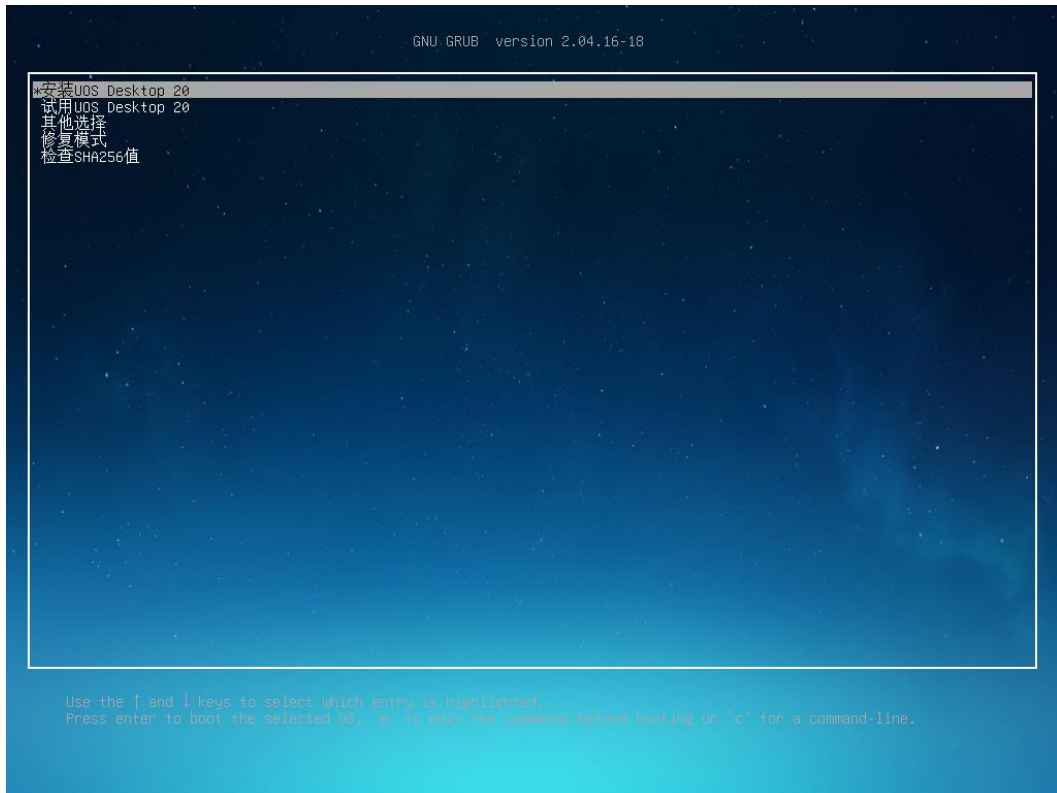 GNU GRUB  version 2.04.16-18
*安装UOS Desktop 20
试用UOS Desktop 20
其他选择
修复模式
检查SHA256值
Use the ↑ and ↓ keys to select which entry is highlighted.
Press enter to boot the selected OS, `e' to edit the commands before booting or `c' for a command-line.